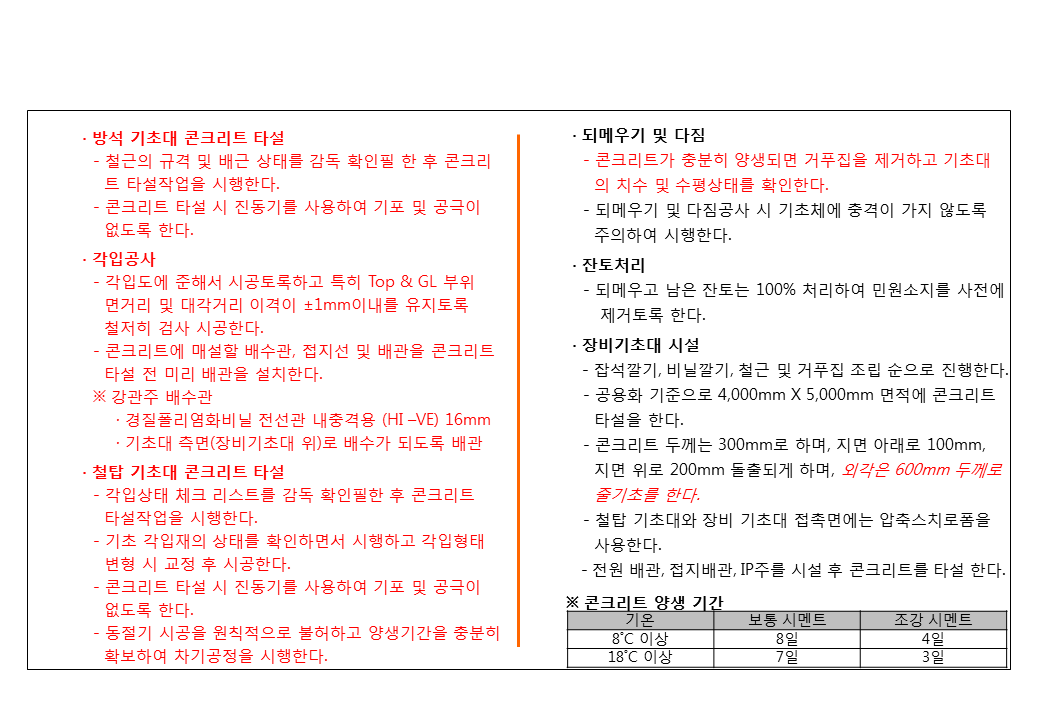 · 방석 기초대 콘크리트 타설
- 철근의 규격 및 배근 상태를 감독 확인필 한 후 콘크리
트 타설작업을 시행한다.
- 콘크리트 타설 시 진동기를 사용하여 기포 및 공극이
없도록 한다.
· 각입공사
- 각입도에 준해서 시공토록하고 특히 Top & GL 부위
면거리 및 대각거리 이격이 ±1mm이내를 유지토록
철저히 검사 시공한다.
- 콘크리트에 매설할 배수관, 접지선 및 배관을 콘크리트
타설 전 미리 배관을 설치한다.
※ 강관주 배수관
· 경질폴리염화비닐 전선관 내충격용 (HI –VE) 16mm
· 기초대 측면(장비기초대 위)로 배수가 되도록 배관
· 철탑 기초대 콘크리트 타설
- 각입상태 체크 리스트를 감독 확인필한 후 콘크리트
타설작업을 시행한다.
- 기초 각입재의 상태를 확인하면서 시행하고 각입형태
변형 시 교정 후 시공한다.
- 콘크리트 타설 시 진동기를 사용하여 기포 및 공극이
없도록 한다.
- 동절기 시공을 원칙적으로 불허하고 양생기간을 충분히
확보하여 차기공정을 시행한다.
· 되메우기 및 다짐
- 콘크리트가 충분히 양생되면 거푸집을 제거하고 기초대
의 치수 및 수평상태를 확인한다.
- 되메우기 및 다짐공사 시 기초체에 충격이 가지 않도록
주의하여 시행한다.
· 잔토처리
- 되메우고 남은 잔토는 100% 처리하여 민원소지를 사전에
제거토록 한다.
· 장비기초대 시설
- 잡석깔기, 비닐깔기, 철근 및 거푸집 조립 순으로 진행한다.
- 공용화 기준으로 4,000mm X 5,000mm 면적에 콘크리트
타설을 한다.
- 콘크리트 두께는 300mm로 하며, 지면 아래로 100mm,
지면 위로 200mm 돌출되게 하며, 외각은 600mm 두께로
줄기초를 한다.
- 철탑 기초대와 장비 기초대 접촉면에는 압축스치로폼을
사용한다.
- 전원 배관, 접지배관, IP주를 시설 후 콘크리트를 타설 한다.
※ 콘크리트 양생 기간
기온 보통 시멘트 조강 시멘트
8˚C 이상 8일 4일
18˚C 이상 7일 3일